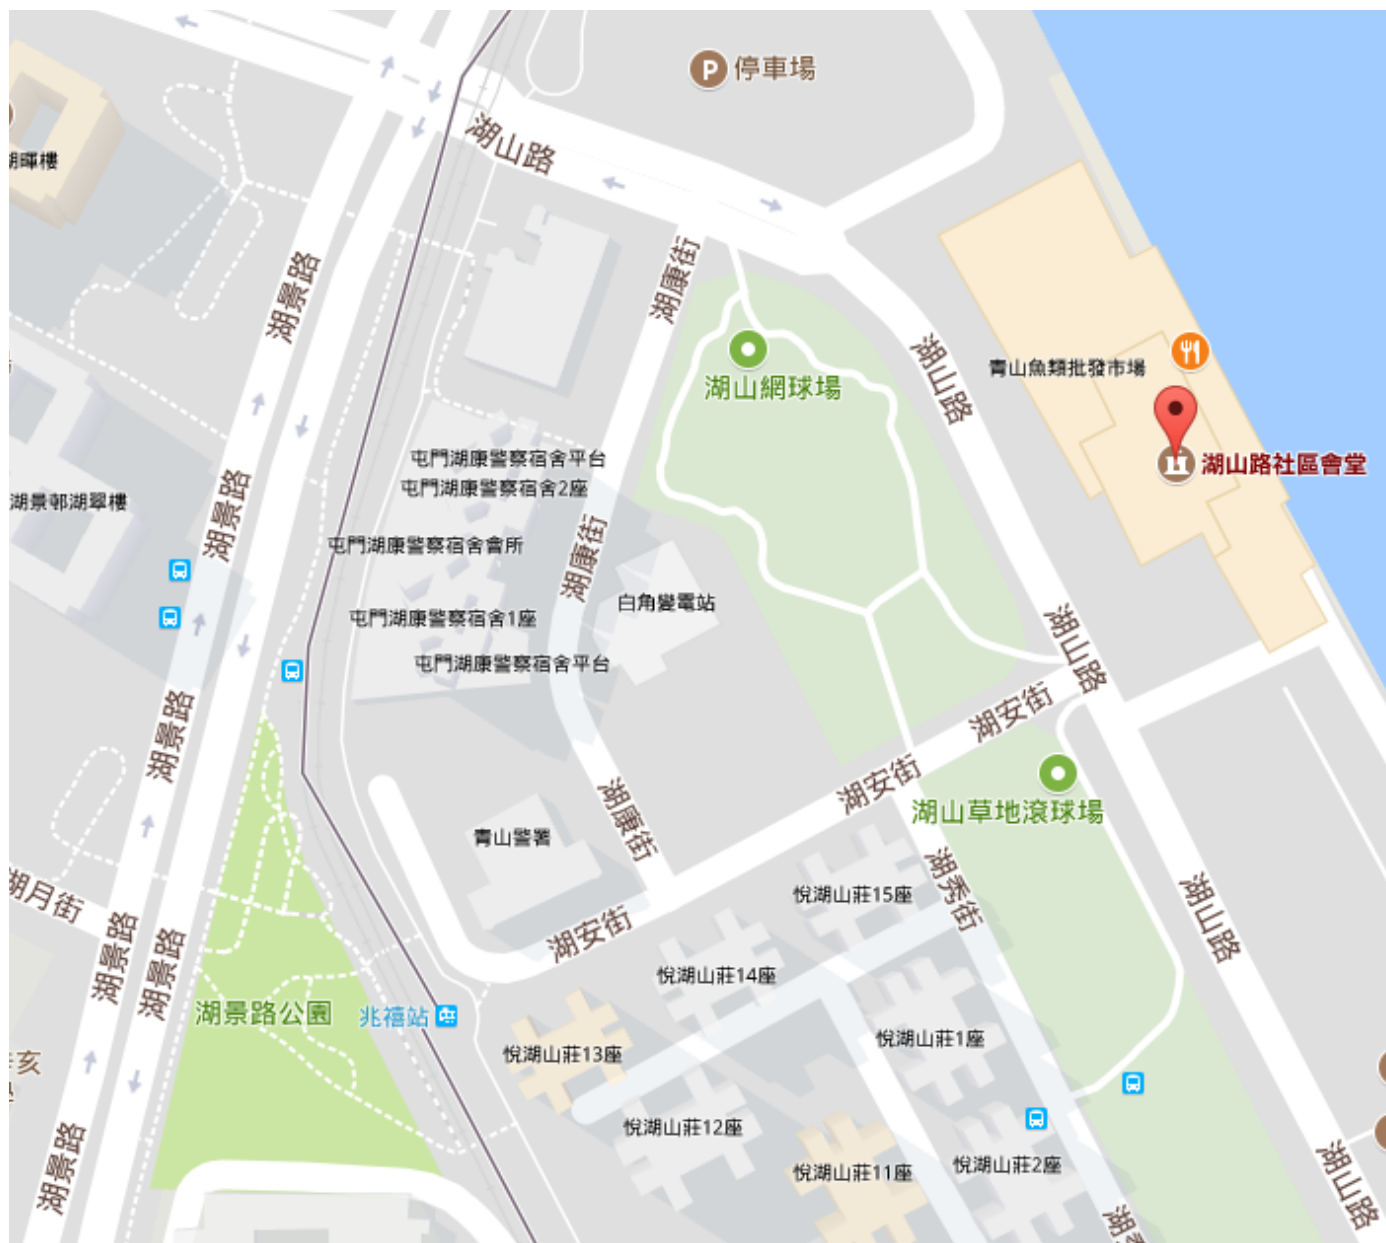 P 停車場
湖山路
湖暉樓
湖康街
湖景路
湖山路
青山魚類批發市場
湖山網球場
屯門湖康警察宿舍平台
湖山路社區會堂
屯門湖康警察宿舍2座
湖景邨湖翠樓
湖景路
屯門湖康警察宿舍會所
湖康街
白角變電站
屯門湖康警察宿舍1座
湖山路
屯門湖康警察宿舍平台
湖安街
湖景路
湖安街
湖山草地滾球場
湖康街
青山警署
湖月街
悅湖山莊15座
湖秀街
湖山路
湖安街
湖景路
湖景路
悅湖山莊14座
湖景路公園
兆禧站
悅湖山莊1座
悅湖山莊13座
亥
悅湖山莊12座
湖景路
悅湖山莊11座
悅湖山莊2座
湖山路
湖秀